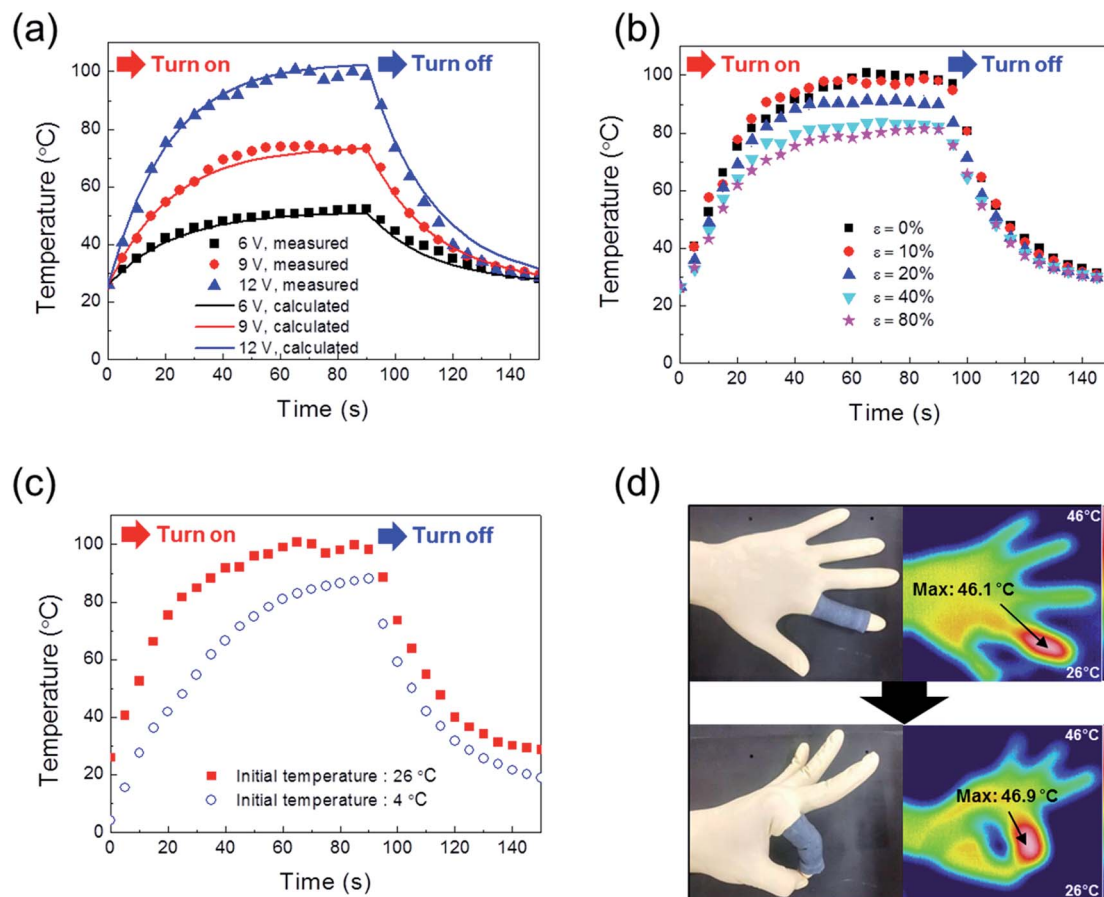 (a)
Turn on
Turn off
Temperature (°C)
100
80
60
40
20
0
6 V, measured
9 V, measured
12 V, measured
6 V, calculated
9 V, calculated
12 V, calculated
0 20 40 60 80 100 120 140
Time (s)
(b)
Turn on
Turn off
Temperature (°C)
100
80
60
40
20
0
ε = 0%
ε = 10%
ε = 20%
ε = 40%
ε = 80%
0 20 40 60 80 100 120 140
Time (s)
(c)
Turn on
Turn off
Temperature (°C)
100
80
60
40
20
0
Initial temperature : 26 °C
Initial temperature : 4 °C
0 20 40 60 80 100 120 140
Time (s)
(d)
46°C
Max: 46.1 °C
26°C
46°C
Max: 46.9 °C
26°C